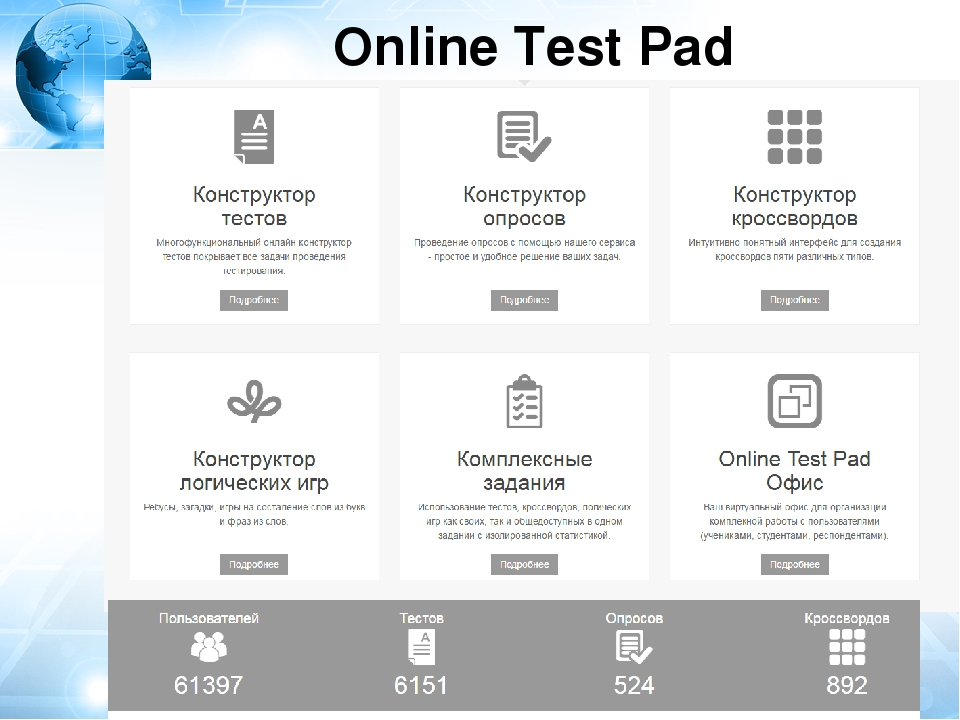 Online Test Pad
Конструктор
тестов
Многофункциональный онлайн конструктор
тестов покрывает все задачи проведения
тестирования.
Подробнее
Конструктор
опросов
Проведение опросов с помощью нашего сервиса
- простое и удобное решение ваших задач.
Подробнее
Конструктор
кроссвордов
Интуитивно понятный интерфейс для создания
кроссвордов пяти различных типов.
Подробнее
Конструктор
логических игр
Ребусы, загадки, игры на составление слов из букв
и фраз из слов.
Подробнее
Комплексные
задания
Использование тестов, кроссвордов, логических
игр как своих, так и общедоступных в одном
задании с изолированной статистикой.
Подробнее
Online Test Pad
Офис
Ваш виртуальный офис для организации
комплекной работы с пользователями
(учениками, студентами, респондентами).
Подробнее
Пользователей
61397
Тестов
6151
Опросов
524
Кроссвордов
892